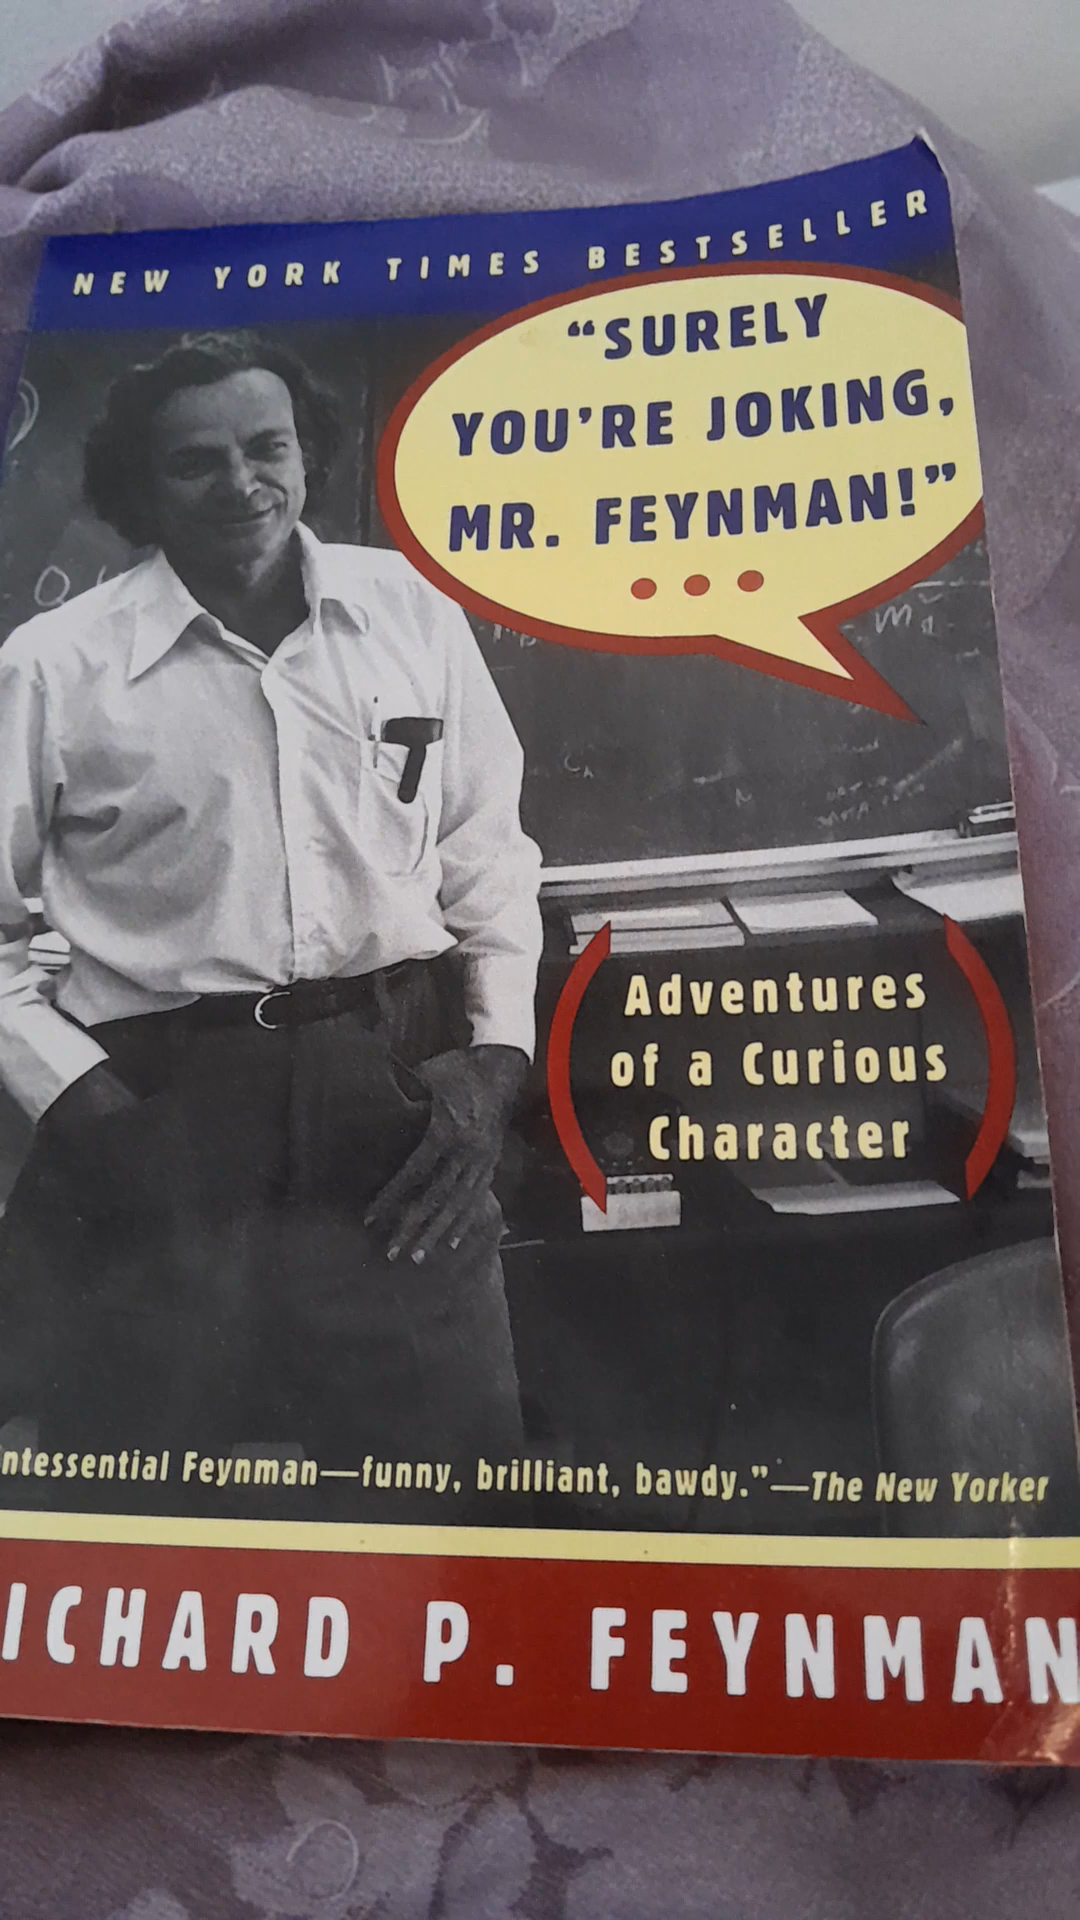 NEW YORK TIMES BESTSELLER
“SURELY
YOU’RE JOKING,
MR. FEYNMAN!”
Adventures
of a Curious
Character
ntessential Feynman—funny, brilliant, bawdy.”—The New Yorker
ICHARD P. FEYNMAN